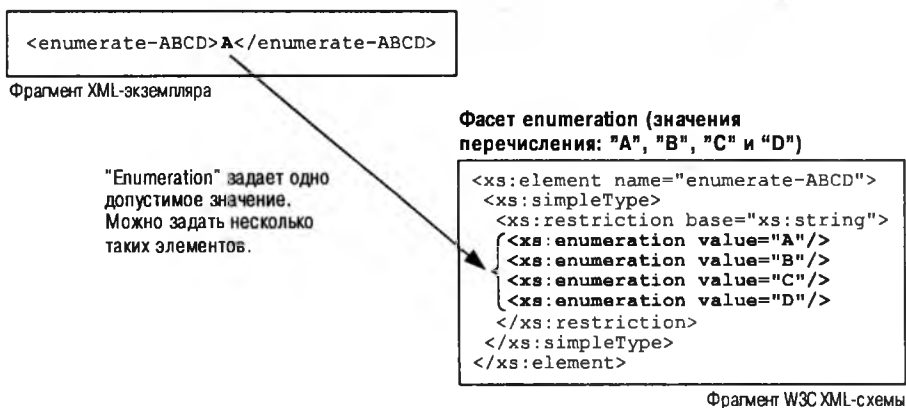 <enumerate-ABCD>A</enumerate-ABCD>
Фрагмент XML-экземпляра
"Enumeration" задает одно
допустимое значение.
Можно задать несколько
таких элементов.
Фасет enumeration (значения
перечисления: "A", "B", "C" и "D")
<xs:element name="enumerate-ABCD">
<xs:simpleType>
<xs:restriction base="xs:string">
<xs:enumeration value="A"/>
<xs:enumeration value="B"/>
<xs:enumeration value="C"/>
<xs:enumeration value="D"/>
</xs:restriction>
</xs:simpleType>
</xs:element>
Фрагмент W3C XML-схемы